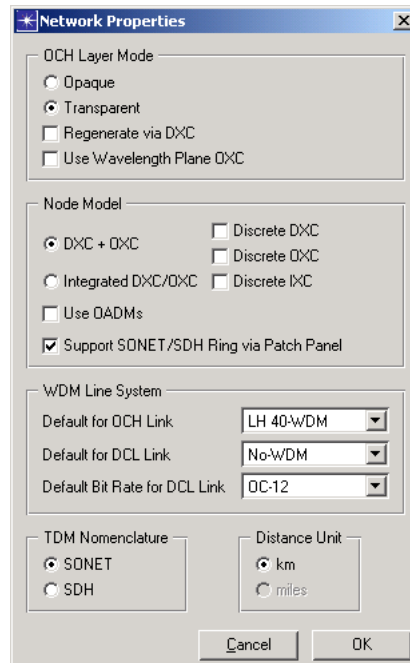 Network Properties
OCH Layer Mode
Opaque
Transparent
Regenerate via DXC
Use Wavelength Plane OXC
Node Model
DXC + OXC
Discrete DXC
Discrete OXC
Integrated DXC/OXC
Discrete IXC
Use OADMs
Support SONET/SDH Ring via Patch Panel
WDM Line System
Default for OCH Link LH 40-WDM
Default for DCL Link No-WDM
Default Bit Rate for DCL Link OC-12
TDM Nomenclature
SONET
SDH
Distance Unit
km
miles
Cancel OK